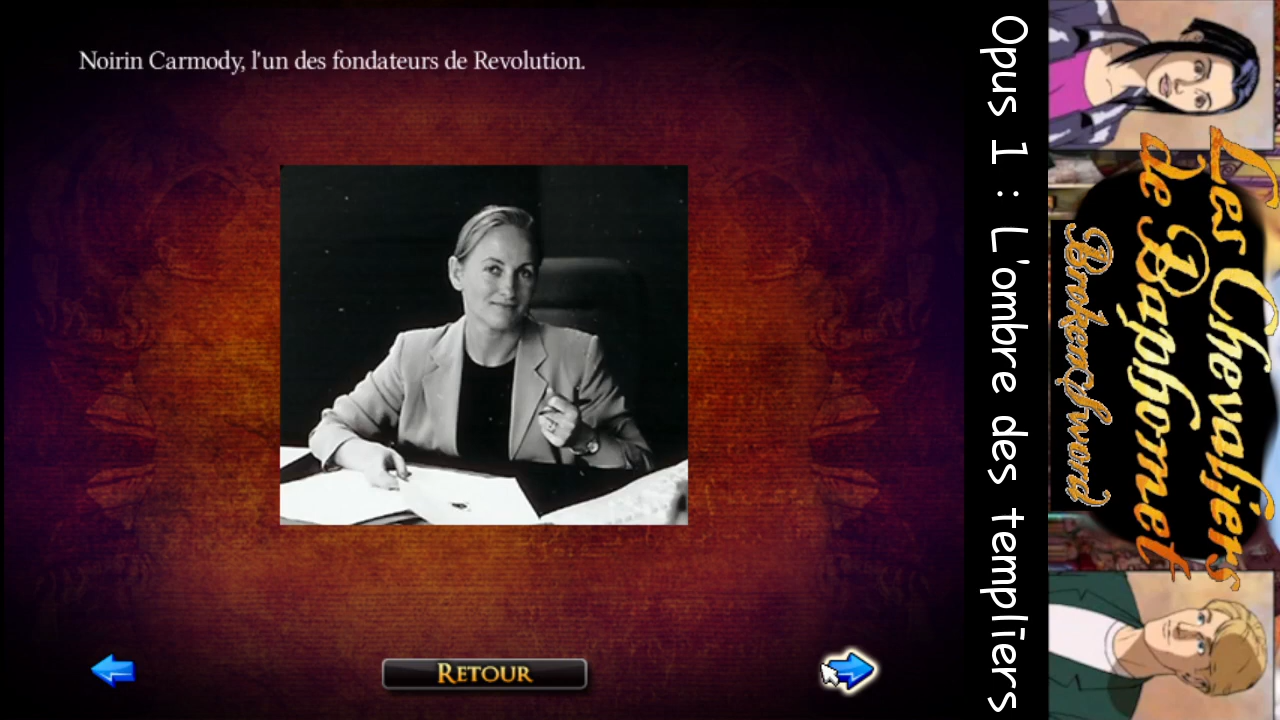 Noirin Carmody, l'un des fondateurs de Revolution.
RETOUR
Les Chevaliers
de Baphomet
Broken Sword
Opus 1 : L'ombre des templiers